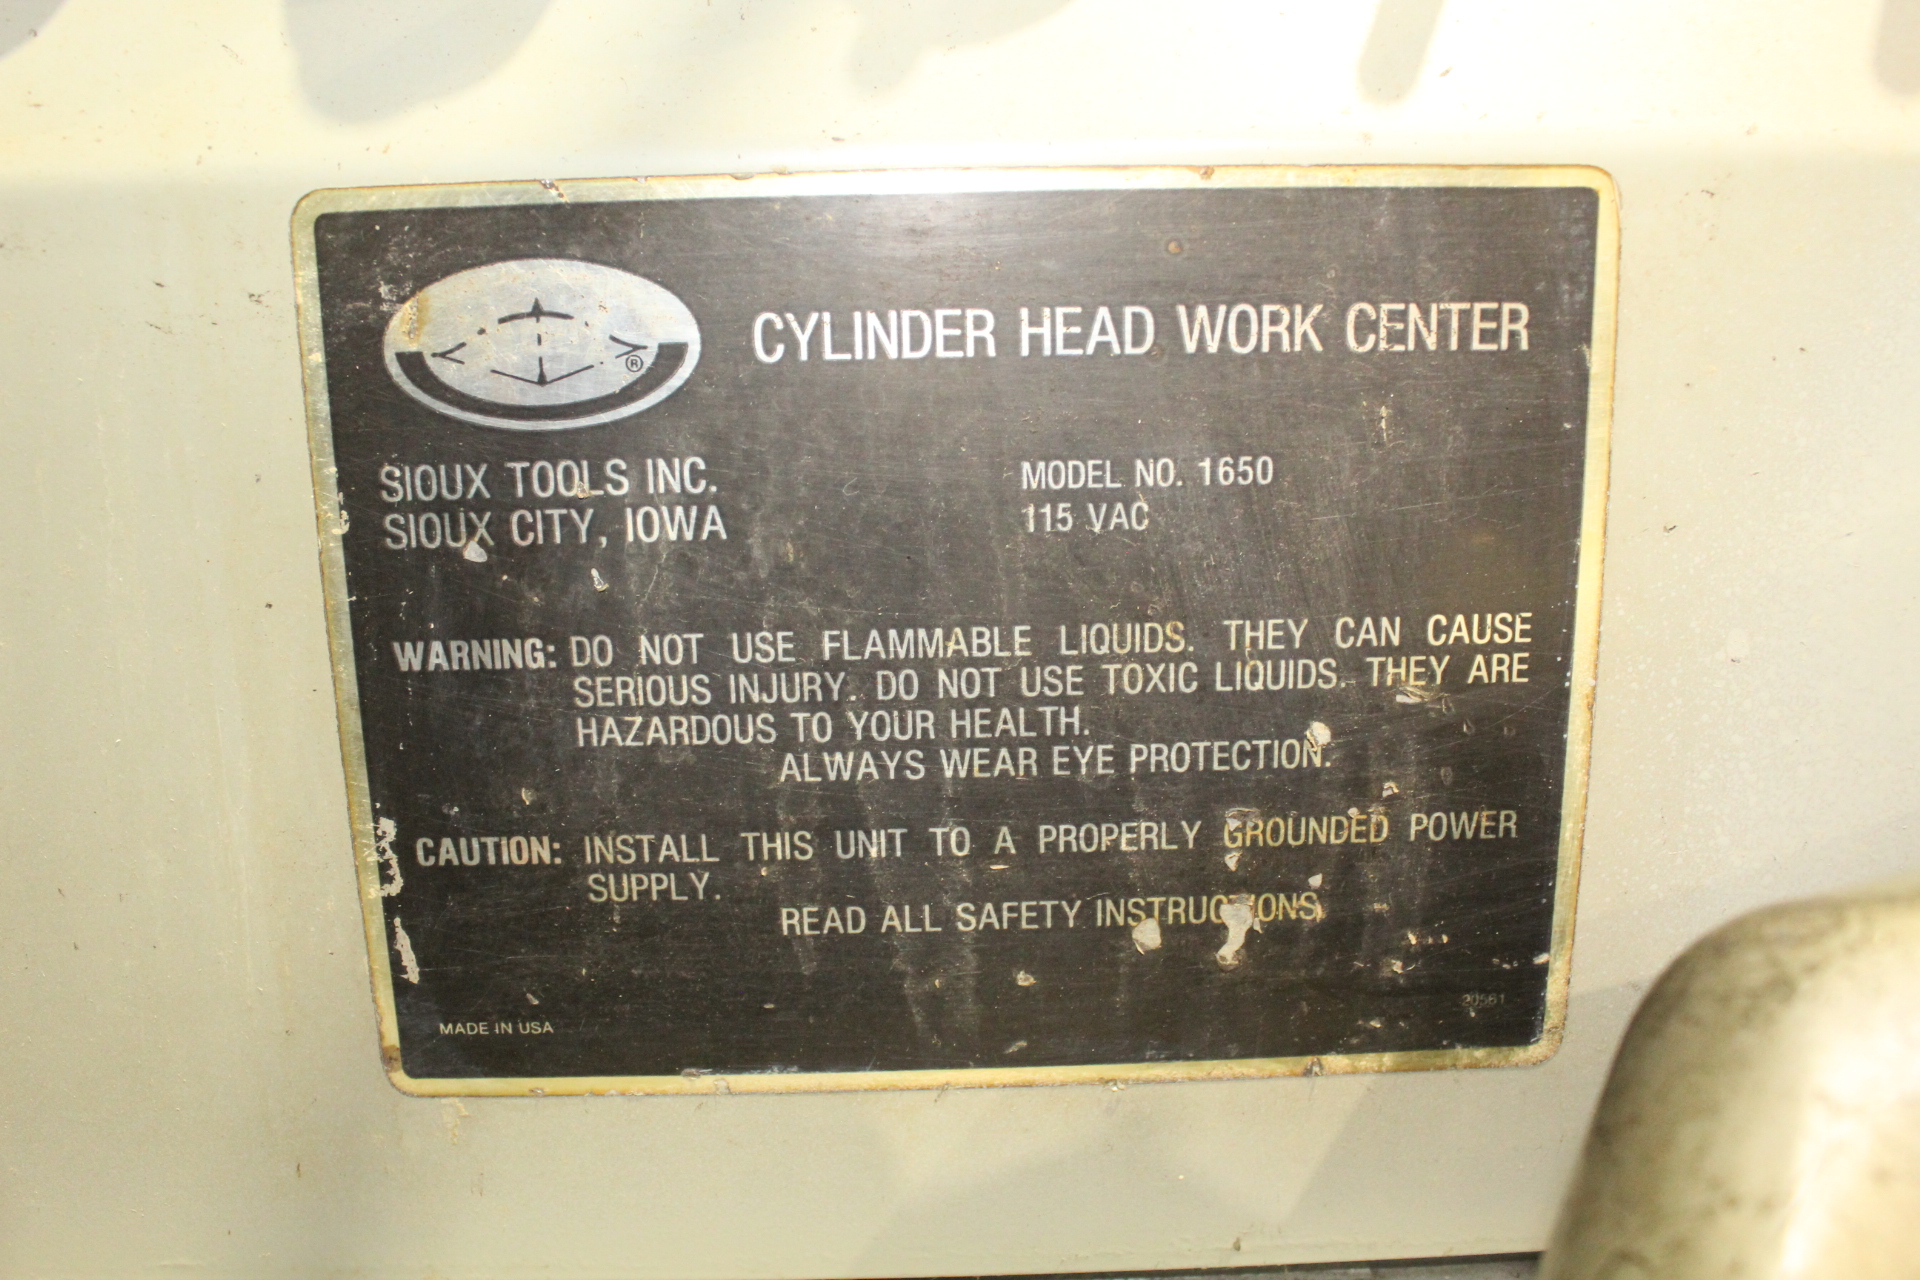 ®
CYLINDER HEAD WORK CENTER
SIOUX TOOLS INC.
SIOUX CITY, IOWA
MODEL NO. 1650
115 VAC
WARNING: DO NOT USE FLAMMABLE LIQUIDS. THEY CAN CAUSE
SERIOUS INJURY. DO NOT USE TOXIC LIQUIDS. THEY ARE
HAZARDOUS TO YOUR HEALTH.
ALWAYS WEAR EYE PROTECTION.
CAUTION: INSTALL THIS UNIT TO A PROPERLY GROUNDED POWER
SUPPLY.
READ ALL SAFETY INSTRUCTIONS
MADE IN USA